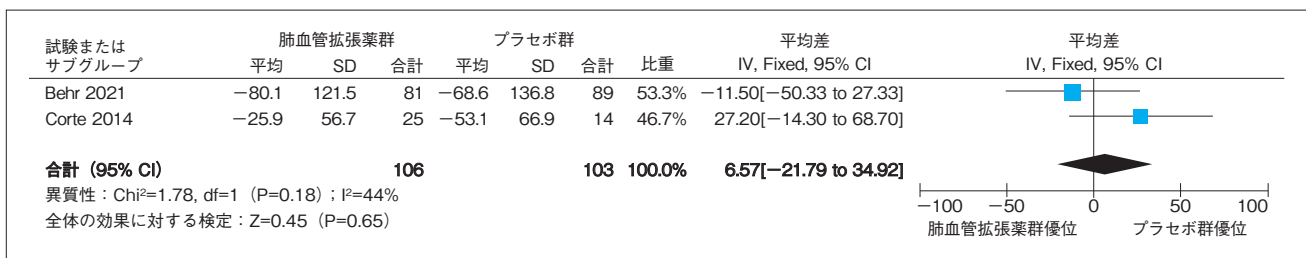 試験または
サブグループ
肺血管拡張薬群 プラセボ群 平均差 平均差
平均 SD 合計 平均 SD 合計 比重 IV, Fixed, 95% CI IV, Fixed, 95% CI
Behr 2021 −80.1 121.5 81 −68.6 136.8 89 53.3% −11.50[−50.33 to 27.33]
Corte 2014 −25.9 56.7 25 −53.1 66.9 14 46.7% 27.20[−14.30 to 68.70]
合計（95% CI） 106 103 100.0% 6.57[−21.79 to 34.92]
異質性：Chi²=1.78, df=1（P=0.18）；I²=44%
全体の効果に対する検定：Z=0.45（P=0.65）
−100 −50 0 50 100
肺血管拡張薬群優位 プラセボ群優位